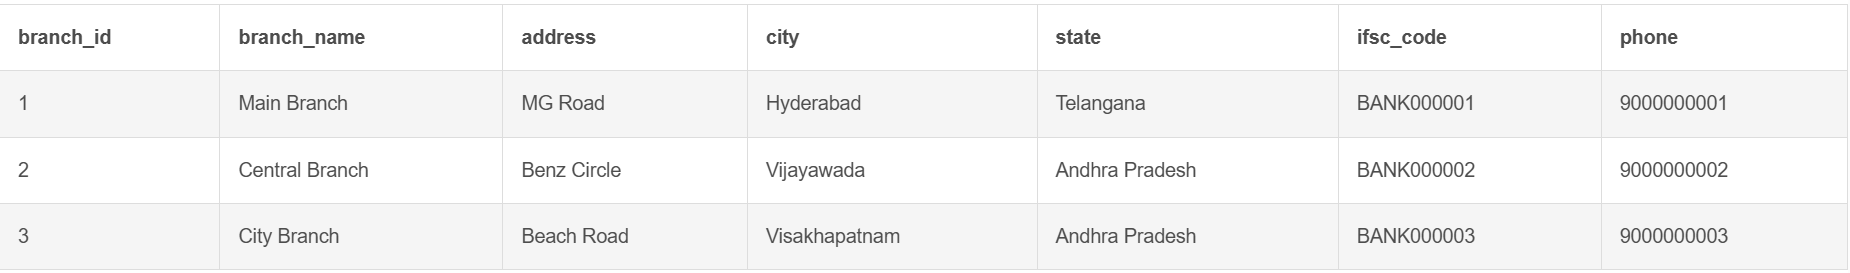 branch_id branch_name address city state ifsc_code phone
1 Main Branch MG Road Hyderabad Telangana BANK000001 9000000001
2 Central Branch Benz Circle Vijayawada Andhra Pradesh BANK000002 9000000002
3 City Branch Beach Road Visakhapatnam Andhra Pradesh BANK000003 9000000003